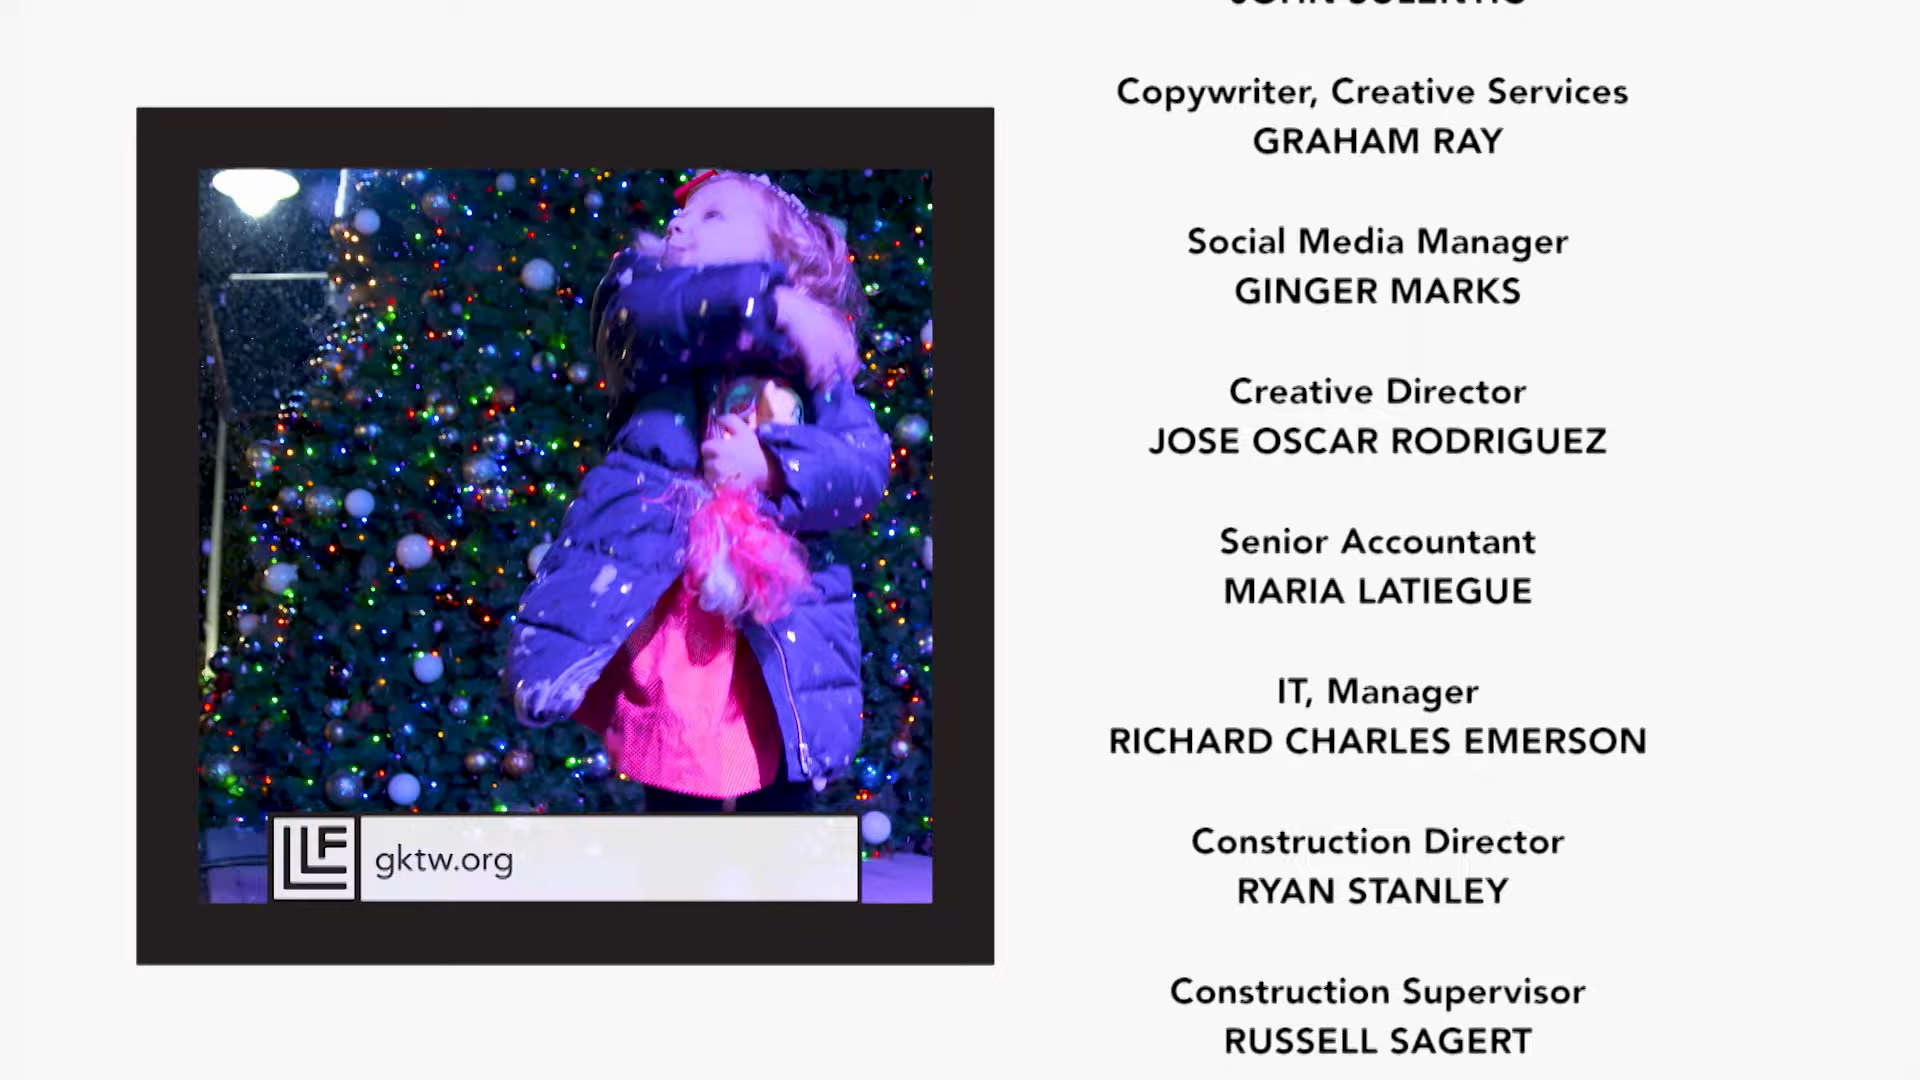 Copywriter, Creative Services
GRAHAM RAY
Social Media Manager
GINGER MARKS
Creative Director
JOSE OSCAR RODRIGUEZ
Senior Accountant
MARIA LATIEGUE
IT, Manager
RICHARD CHARLES EMERSON
Construction Director
RYAN STANLEY
Construction Supervisor
RUSSELL SAGERT
LLF
gktw.org